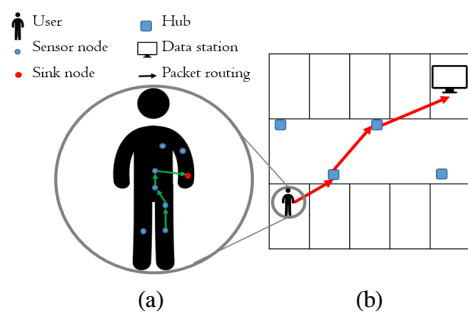 User
Hub
Sensor node
Data station
Sink node
Packet routing
(a)
(b)